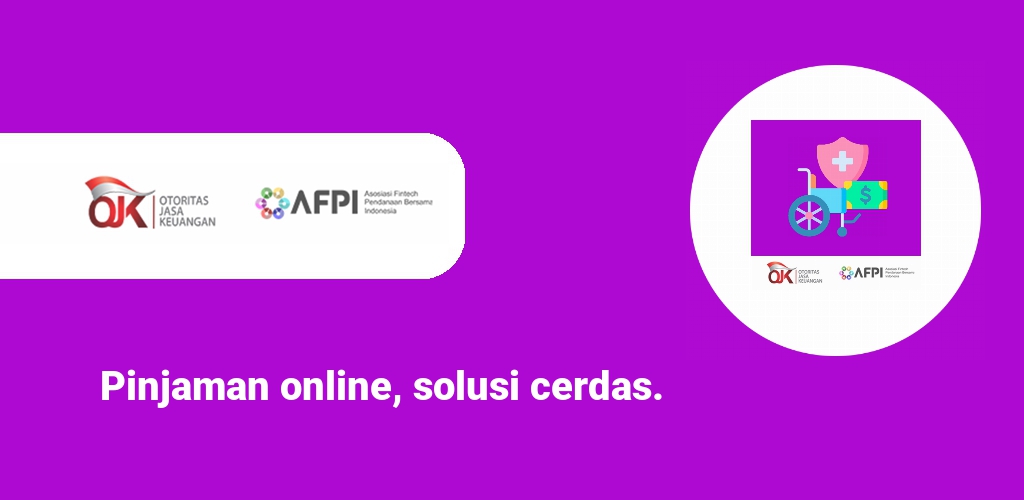 OJK
OTORITAS
JASA
KEUANGAN
AFPI
Asosiasi Fintech
Pendanaan Bersama
Indonesia
$
OJK
OTORITAS
JASA
KEUANGAN
AFPI
Asosiasi Fintech
Pendanaan Bersama
Indonesia
Pinjaman online, solusi cerdas.